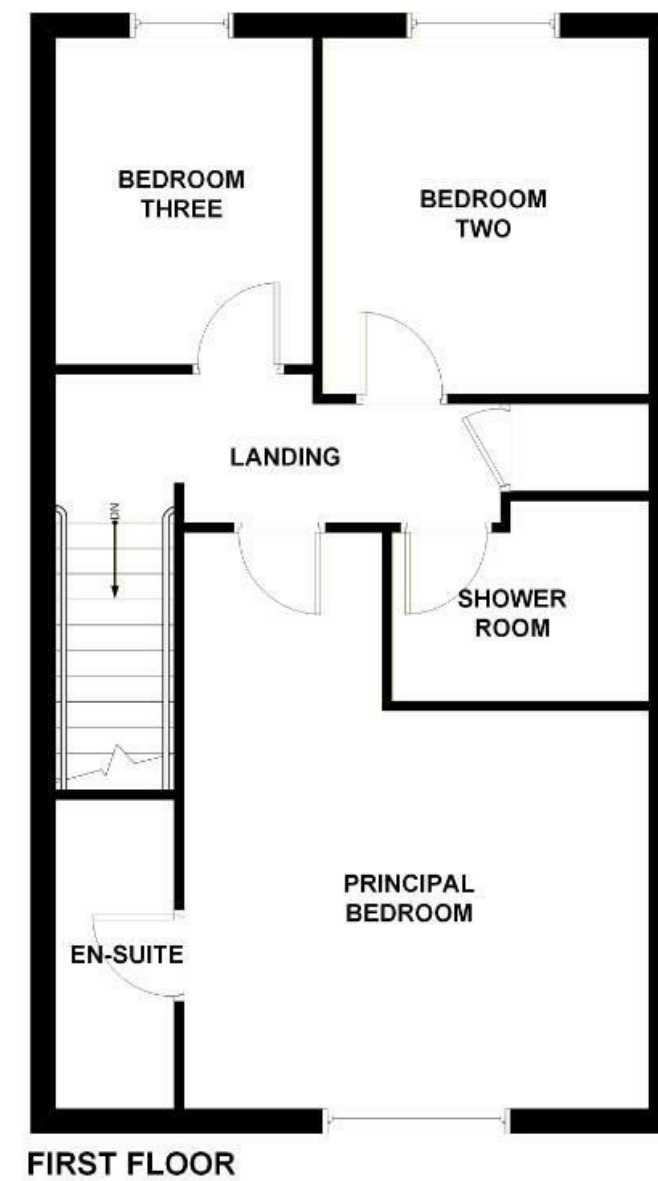 BEDROOM
THREE
BEDROOM
TWO
LANDING
DN
SHOWER
ROOM
PRINCIPAL
BEDROOM
EN-SUITE
FIRST FLOOR